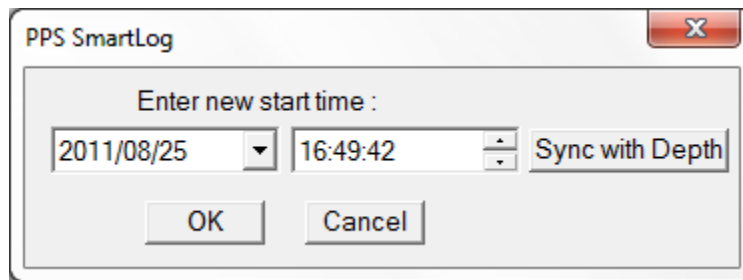 PPS SmartLog
Enter new start time :
2011/08/25 16:49:42 Sync with Depth
OK Cancel